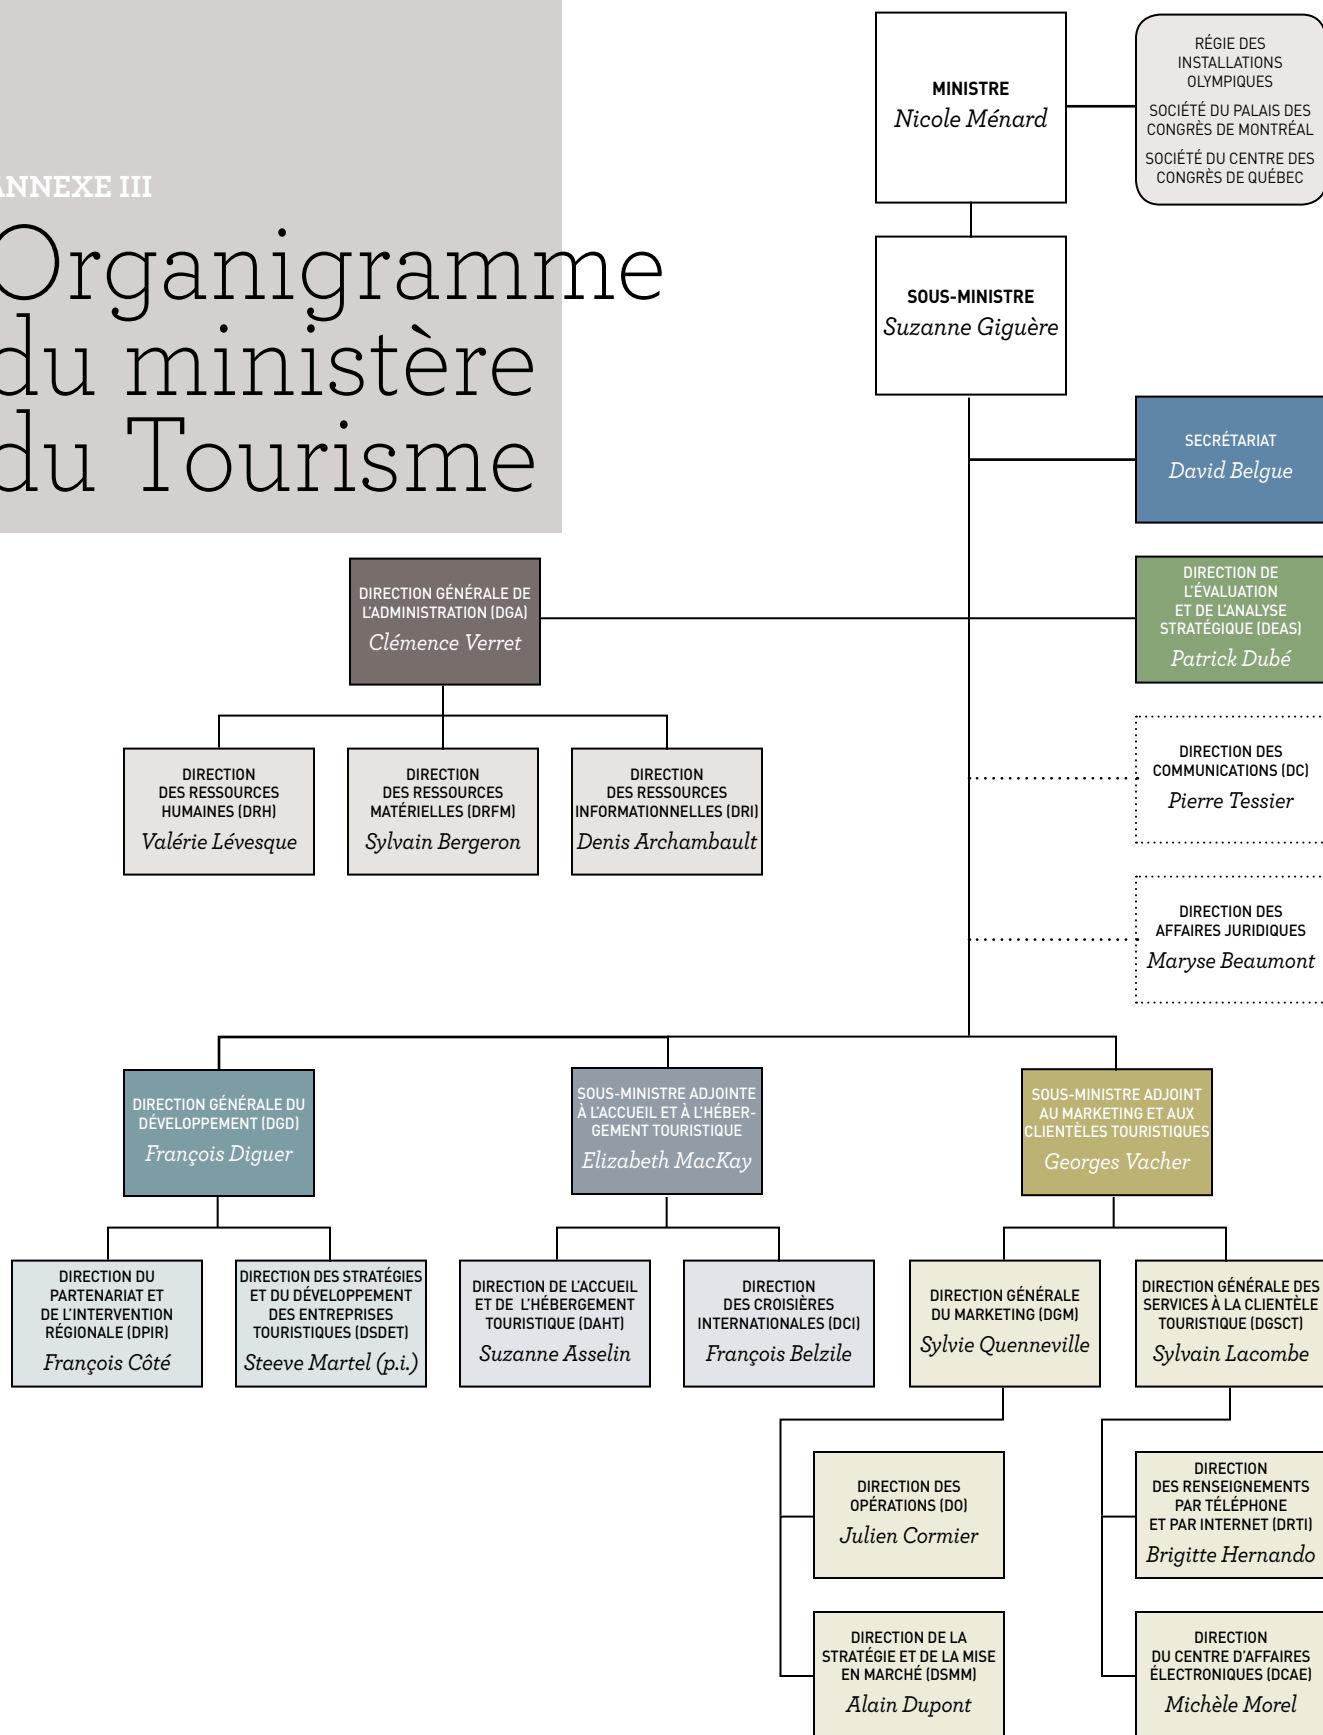 ANNEXE III
Organigramme
du ministère
du Tourisme
MINISTRE
Nicole Ménard
RÉGIE DES
INSTALLATIONS
OLYMPIQUES
SOCIÉTÉ DU PALAIS DES
CONGRÈS DE MONTRÉAL
SOCIÉTÉ DU CENTRE DES
CONGRÈS DE QUÉBEC
SOUS-MINISTRE
Suzanne Giguère
SECRÉTARIAT
David Belgue
DIRECTION GÉNÉRALE DE
L'ADMINISTRATION (DGA)
Clémence Verret
DIRECTION DE
L'ÉVALUATION
ET DE L'ANALYSE
STRATÉGIQUE (DEAS)
Patrick Dubé
DIRECTION
DES RESSOURCES
HUMAINES (DRH)
Valérie Lévesque
DIRECTION
DES RESSOURCES
MATÉRIELLES (DRFM)
Sylvain Bergeron
DIRECTION
DES RESSOURCES
INFORMATIONNELLES (DRI)
Denis Archambault
DIRECTION DES
COMMUNICATIONS (DC)
Pierre Tessier
DIRECTION DES
AFFAIRES JURIDIQUES
Maryse Beaumont
DIRECTION GÉNÉRALE DU
DÉVELOPPEMENT (DGD)
François Diguer
SOUS-MINISTRE ADJOINTE
À L'ACCUEIL ET À L'HÉBER-
GEMENT TOURISTIQUE
Elizabeth MacKay
SOUS-MINISTRE ADJOINT
AU MARKETING ET AUX
CLIENTÈLES TOURISTIQUES
Georges Vacher
DIRECTION DU
PARTENARIAT ET
DE L'INTERVENTION
RÉGIONALE (DPIR)
François Côté
DIRECTION DES STRATÉGIES
ET DU DÉVELOPPEMENT
DES ENTREPRISES
TOURISTIQUES (DSDET)
Steeve Martel (p.i.)
DIRECTION DE L'ACCUEIL
ET DE L'HÉBERGEMENT
TOURISTIQUE (DAHT)
Suzanne Asselin
DIRECTION
DES CROISIÈRES
INTERNATIONALES (DCI)
François Belzile
DIRECTION GÉNÉRALE
DU MARKETING (DGM)
Sylvie Quenneville
DIRECTION GÉNÉRALE DES
SERVICES À LA CLIENTÈLE
TOURISTIQUE (DGSCT)
Sylvain Lacombe
DIRECTION DES
OPÉRATIONS (DO)
Julien Cormier
DIRECTION
DES RENSEIGNEMENTS
PAR TÉLÉPHONE
ET PAR INTERNET (DRTI)
Brigitte Hernando
DIRECTION DE LA
STRATÉGIE ET DE LA MISE
EN MARCHÉ (DSMM)
Alain Dupont
DIRECTION
DU CENTRE D'AFFAIRES
ÉLECTRONIQUES (DCAE)
Michèle Morel